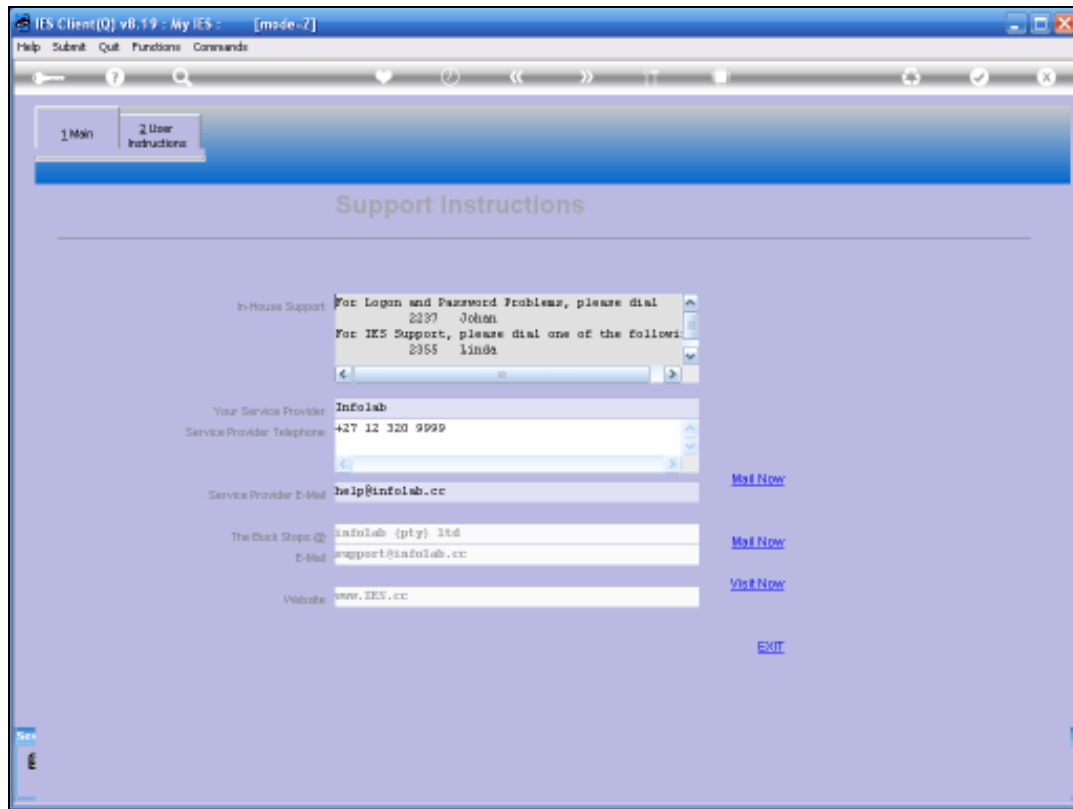 IES Client(Q) v8.19 : My IES : [mode=2]
Help Submit Quit Functions Commands
1 Main
2 User
Instructions
Support Instructions
In-House Support
For Logon and Password Problems, please dial
2237 Johan
For IES Support, please dial one of the followi
2355 linda
Your Service Provider Infolab
Service Provider Telephone +27 12 320 9999
Mail Now
Service Provider E-Mail help@infolab.cc
The Buck Stops @ infolab (pty) ltd
Mail Now
E-Mail support@infolab.cc
Visit Now
Website www.IES.cc
EXIT